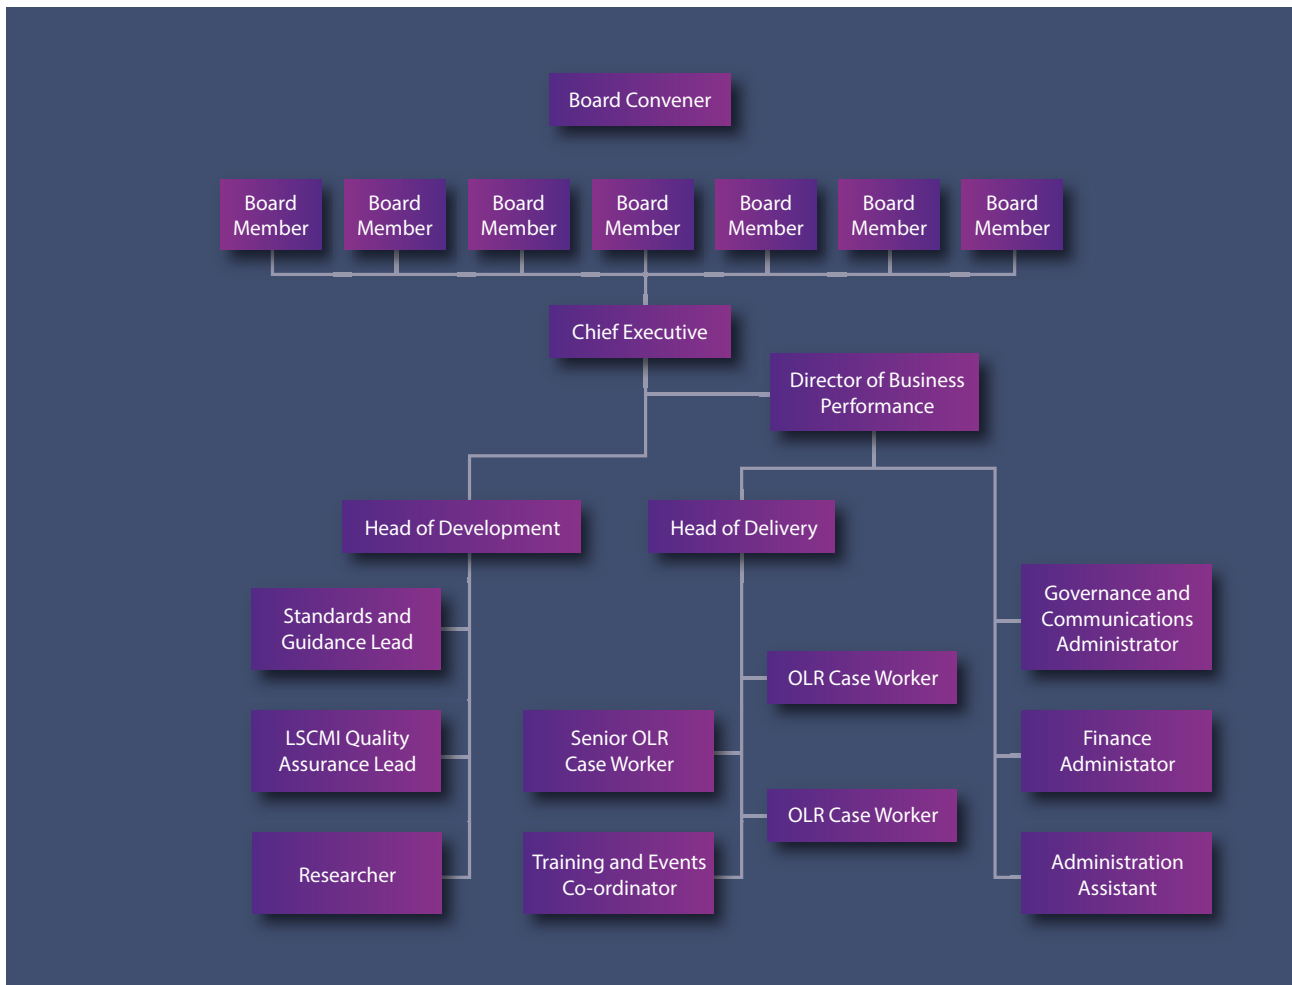 Board Convener
Board
Member
Board
Member
Board
Member
Board
Member
Board
Member
Board
Member
Board
Member
Chief Executive
Director of Business
Performance
Head of Development
Head of Delivery
Standards and
Guidance Lead
LSCMI Quality
Assurance Lead
Researcher
OLR Case Worker
Senior OLR
Case Worker
OLR Case Worker
Training and Events
Co-ordinator
Governance and
Communications
Administrator
Finance
Administator
Administration
Assistant